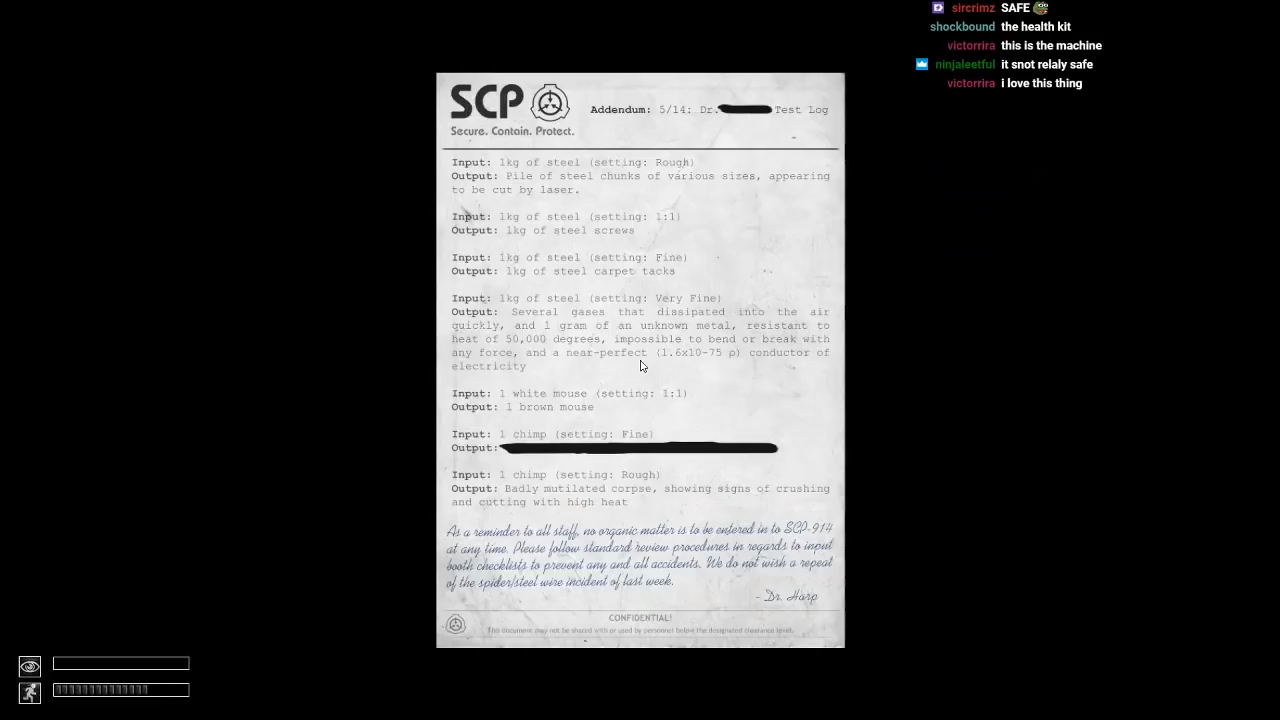 sircrimz SAFE
shockbound the health kit
victorrira this is the machine
ninjaleetful it snot relaly safe
victorrira i love this thing
SCP
Secure. Contain. Protect.
Addendum: 5/14: Dr. Test Log
Input: 1kg of steel (setting: Rough)
Output: Pile of steel chunks of various sizes, appearing
to be cut by laser.
Input: 1kg of steel (setting: 1:1)
Output: 1kg of steel screws
Input: 1kg of steel (setting: Fine)
Output: 1kg of steel carpet tacks
Input: 1kg of steel (setting: Very Fine)
Output: Several gases that dissipated into the air
quickly, and 1 gram of an unknown metal, resistant to
heat of 50,000 degrees, impossible to bend or break with
any force, and a near-perfect (1.6x10-75 ρ) conductor of
electricity
Input: 1 white mouse (setting: 1:1)
Output: 1 brown mouse
Input: 1 chimp (setting: Fine)
Output:
Input: 1 chimp (setting: Rough)
Output: Badly mutilated corpse, showing signs of crushing
and cutting with high heat
As a reminder to all staff, no organic matter is to be entered in to SCP-914
at any time. Please follow standard review procedures in regards to input
booth checklists to prevent any and all accidents. We do not wish a repeat
of the spider/steel wire incident of last week.
- Dr. Harp
CONFIDENTIAL!
This document may not be shared with or used by personnel below the designated clearance level.